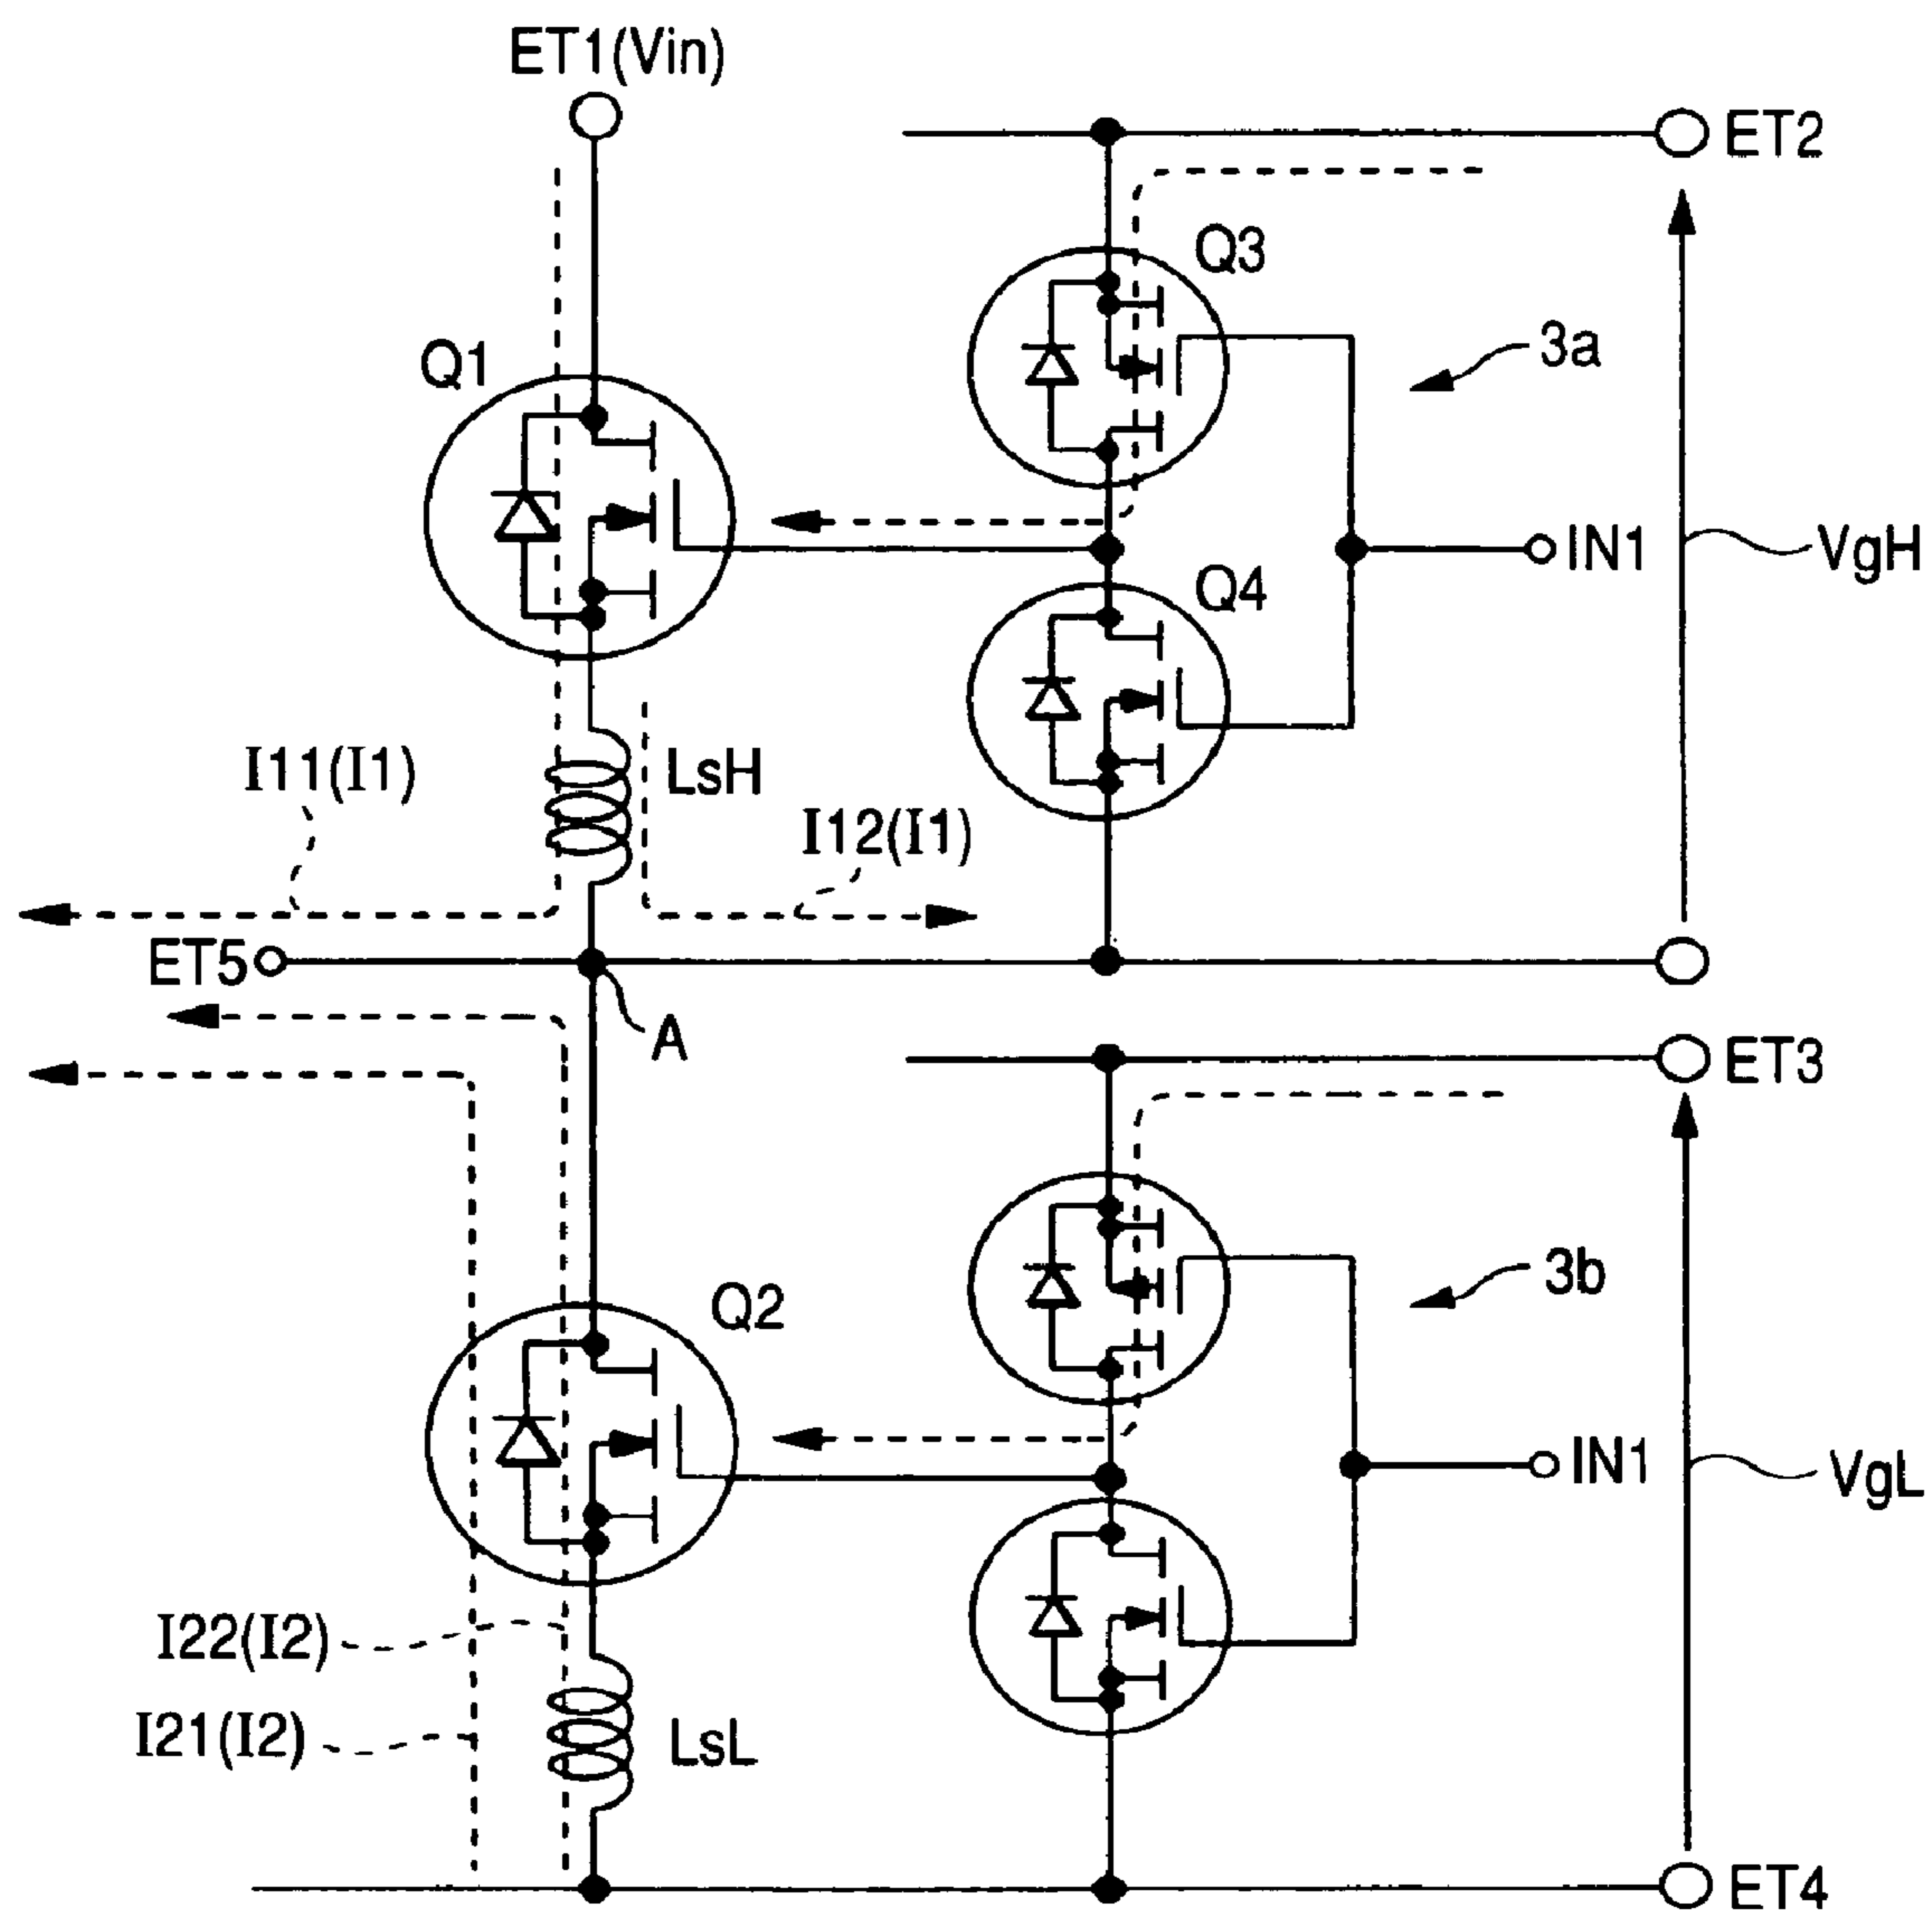 ET1(Vin)
ET2
Q3
Q1
3a
IN1
VgH
Q4
I11(I1)
LsH
I12(I1)
ET5
A
ET3
3b
Q2
IN1
VgL
I22(I2)
I21(I2)
LsL
ET4